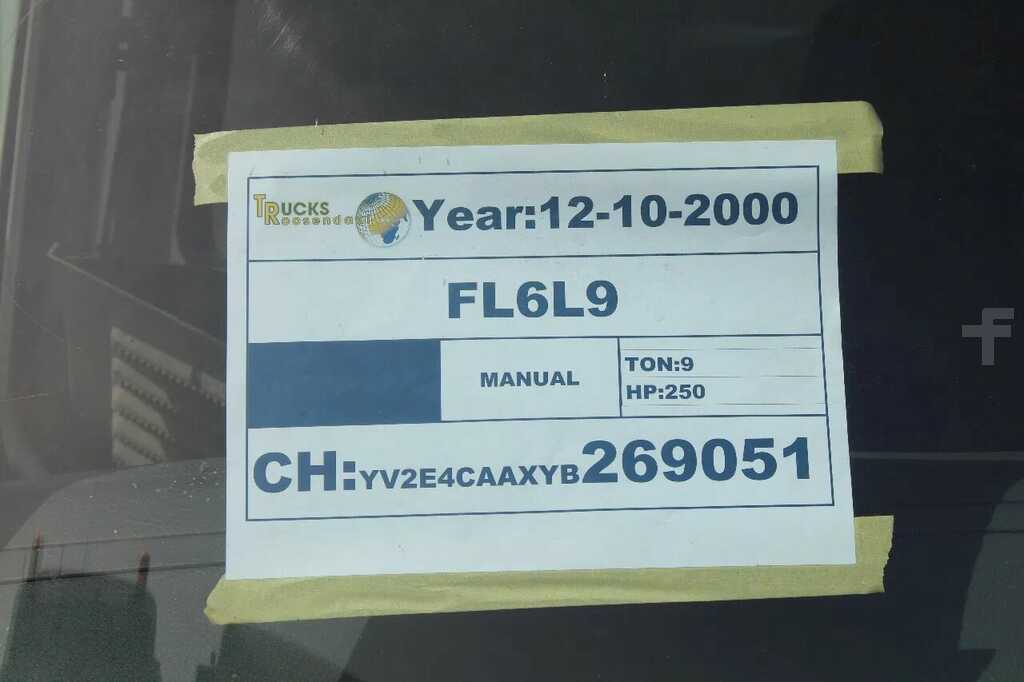 TRUCKS
Roosendaal
Year:12-10-2000
FL6L9
MANUAL
TON:9
HP:250
CH:YV2E4CAAXYB269051
f